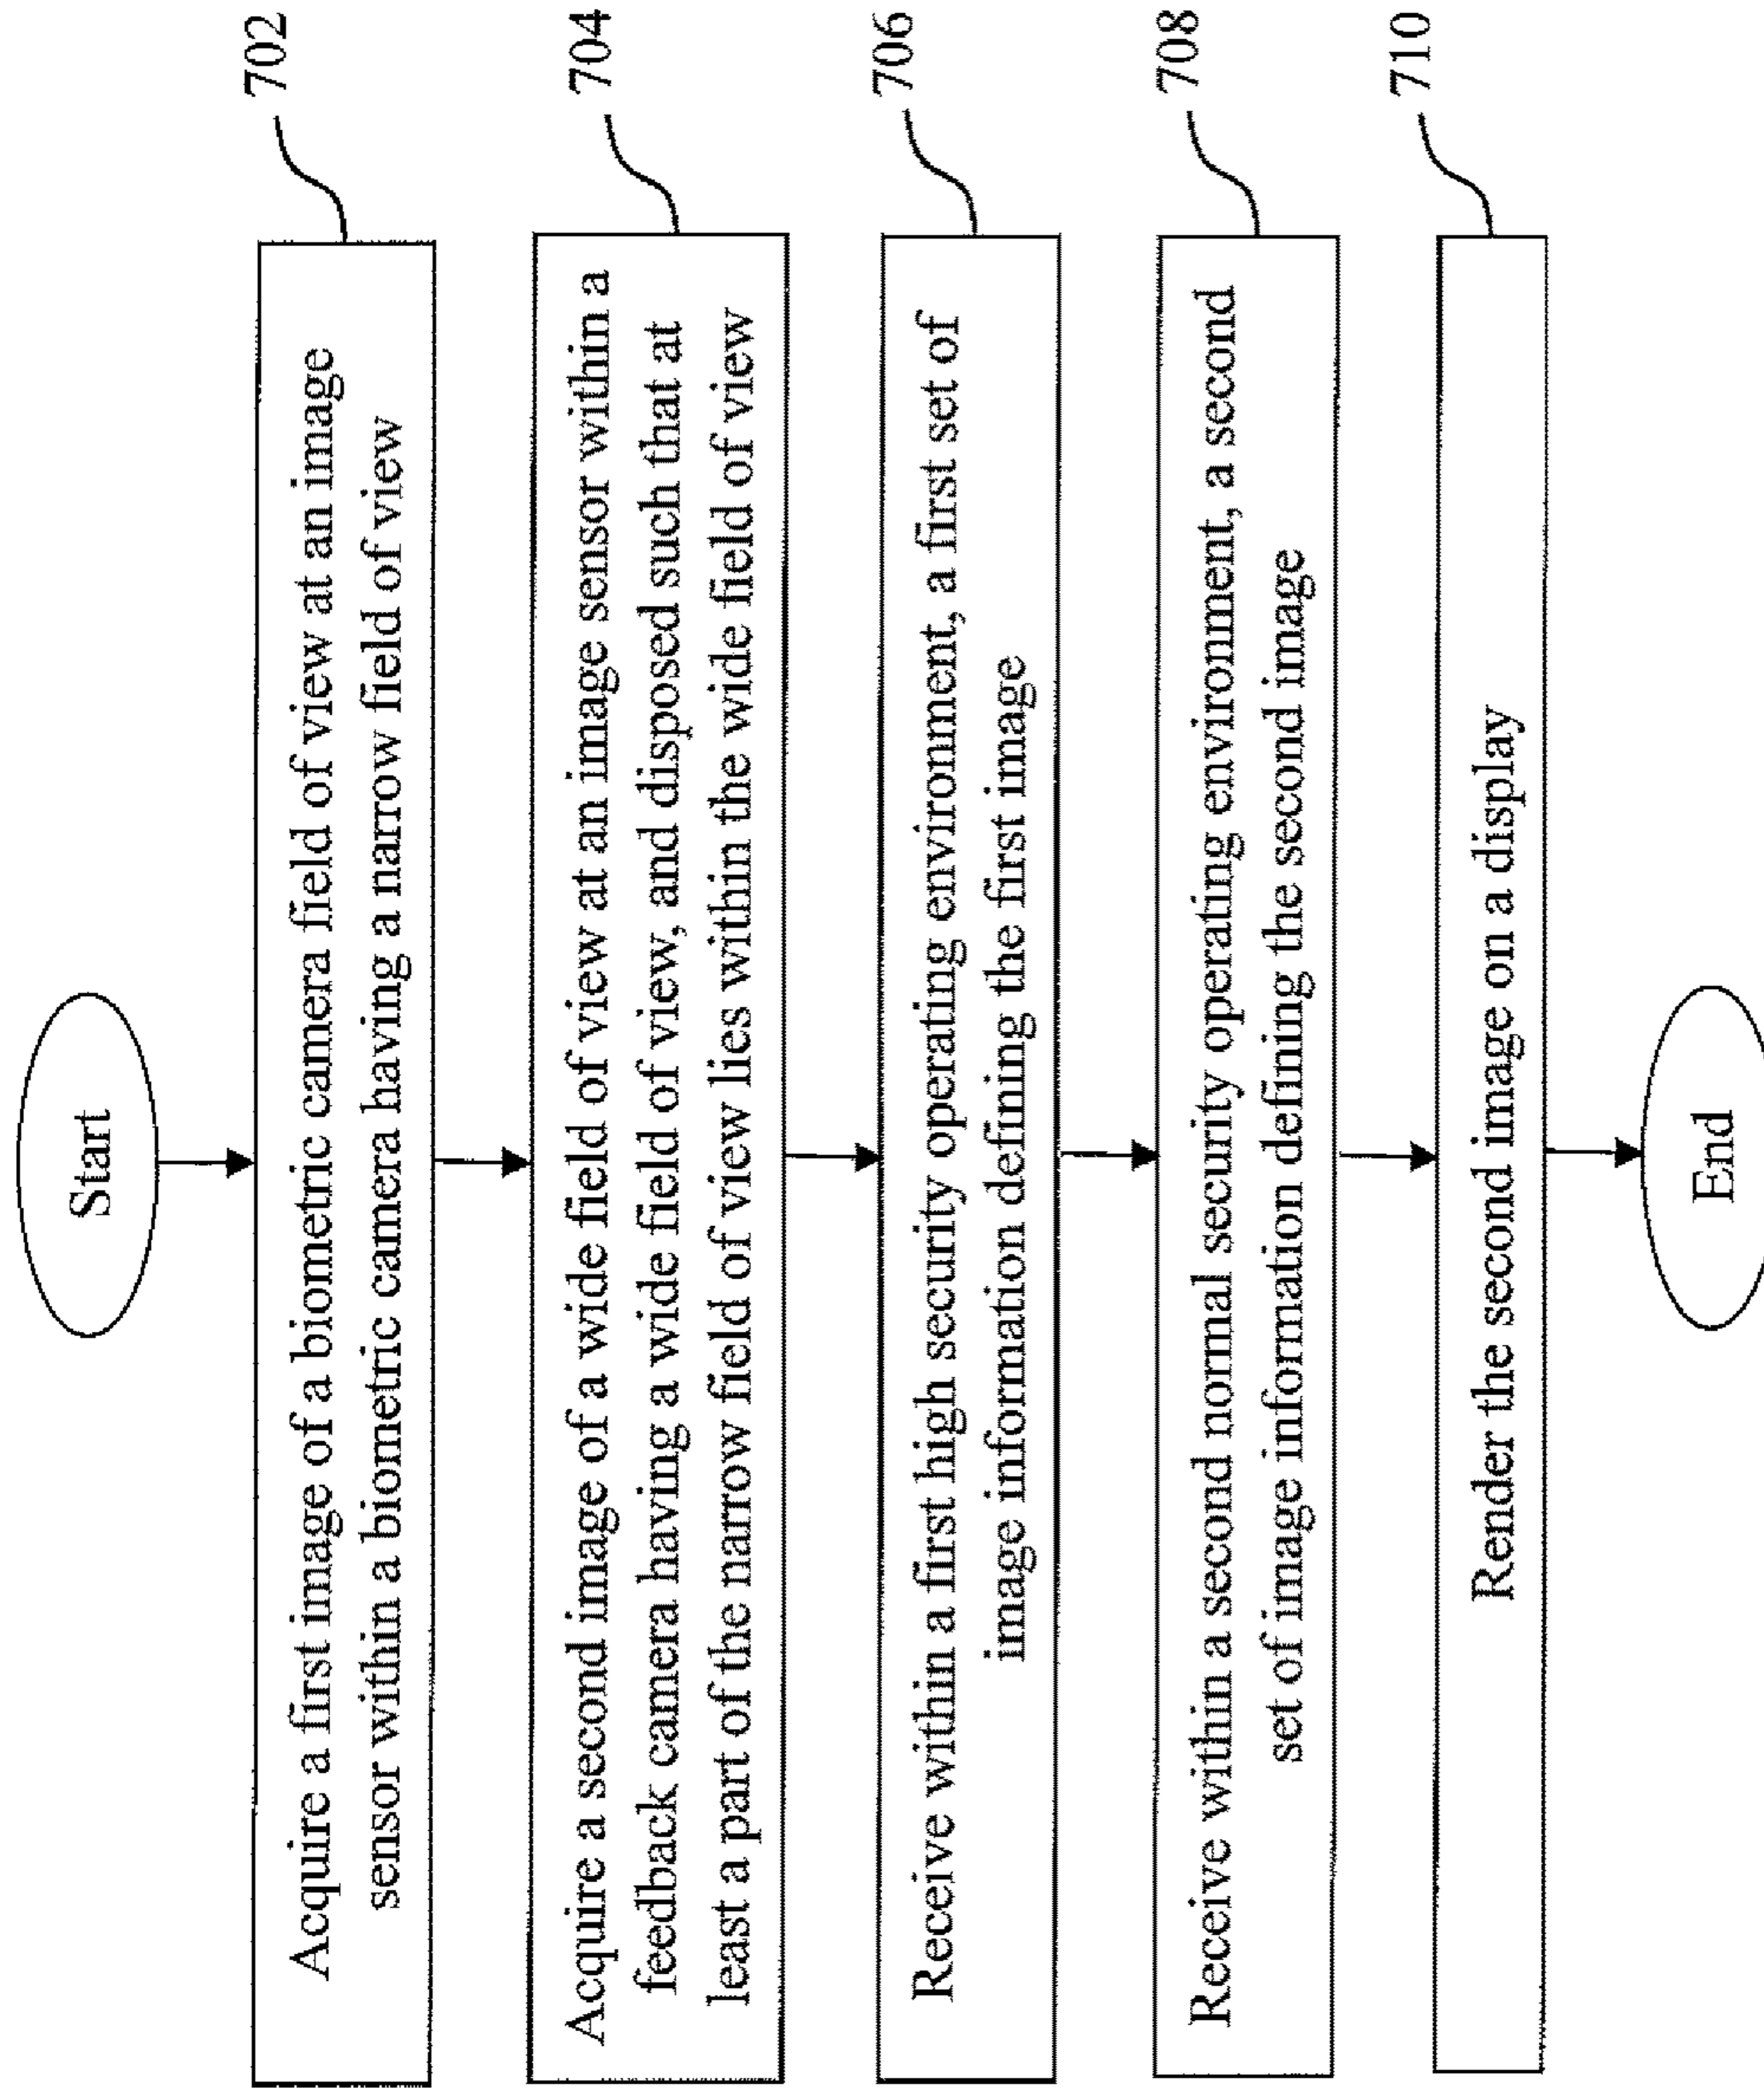 Start
Acquire a first image of a biometric camera field of view at an image
sensor within a biometric camera having a narrow field of view
702
Acquire a second image of a wide field of view at an image sensor within a
feedback camera having a wide field of view, and disposed such that at
least a part of the narrow field of view lies within the wide field of view
704
Receive within a first high security operating environment, a first set of
image information defining the first image
706
Receive within a second normal security operating environment, a second
set of image information defining the second image
708
Render the second image on a display
710
End